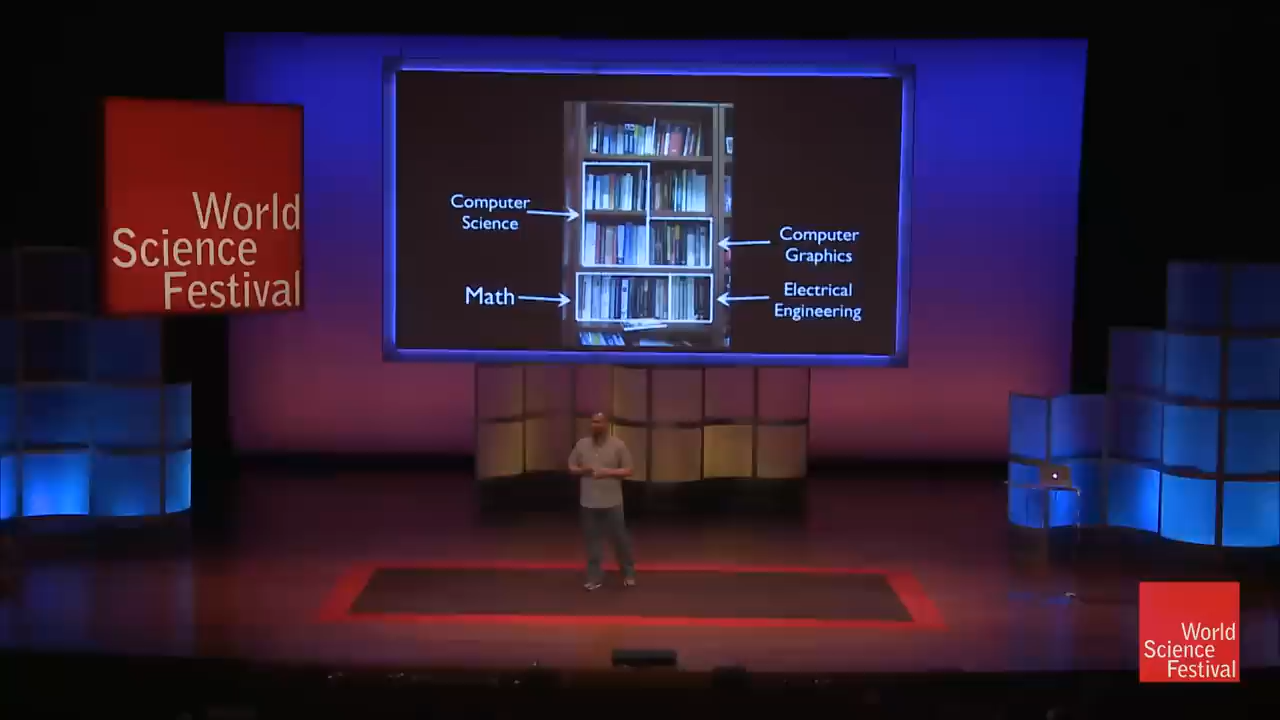 World
Science
Festival
Computer
Science
Computer
Graphics
Math
Electrical
Engineering
World
Science
Festival